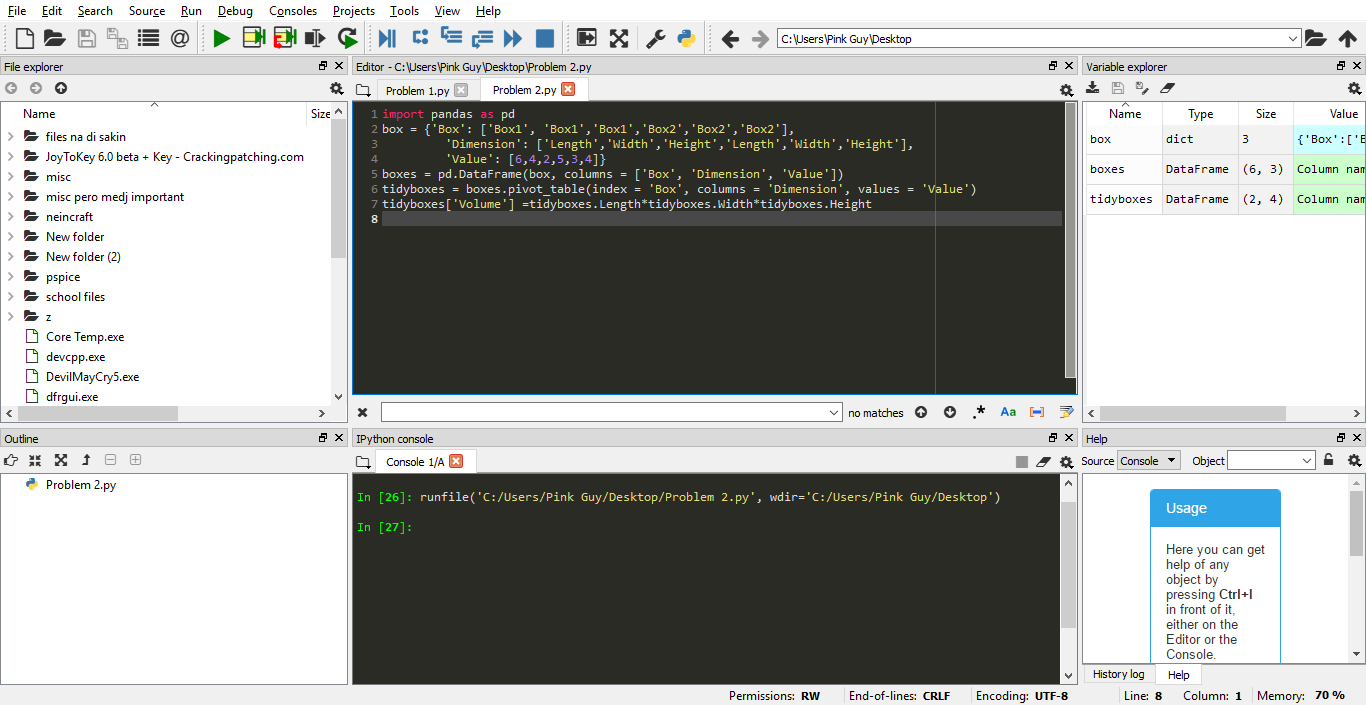 File Edit Search Source Run Debug Consoles Projects Tools View Help
C:\Users\Pink Guy\Desktop
File explorer
Name Size
files na di sakin
JoyToKey 6.0 beta + Key - Crackingpatching.com
misc
misc pero medj important
neincraft
New folder
New folder (2)
pspice
school files
z
Core Temp.exe
devcpp.exe
DevilMayCry5.exe
dfrgui.exe
Outline
Problem 2.py
Editor - C:\Users\Pink Guy\Desktop\Problem 2.py
Problem 1.py Problem 2.py
1 import pandas as pd
2 box = {'Box': ['Box1', 'Box1','Box1','Box2','Box2','Box2'],
3 'Dimension': ['Length','Width','Height','Length','Width','Height'],
4 'Value': [6,4,2,5,3,4]}
5 boxes = pd.DataFrame(box, columns = ['Box', 'Dimension', 'Value'])
6 tidyboxes = boxes.pivot_table(index = 'Box', columns = 'Dimension', values = 'Value')
7 tidyboxes['Volume'] =tidyboxes.Length*tidyboxes.Width*tidyboxes.Height
8
no matches .* Aa
IPython console
Console 1/A
In [26]: runfile('C:/Users/Pink Guy/Desktop/Problem 2.py', wdir='C:/Users/Pink Guy/Desktop')
In [27]:
Variable explorer
Name Type Size Value
box dict 3 {'Box':['B
boxes DataFrame (6, 3) Column nam
tidyboxes DataFrame (2, 4) Column nam
Help
Source Console Object
Usage
Here you can get
help of any
object by
pressing Ctrl+I
in front of it,
either on the
Editor or the
Console.
History log Help
Permissions: RW End-of-lines: CRLF Encoding: UTF-8 Line: 8 Column: 1 Memory: 70 %